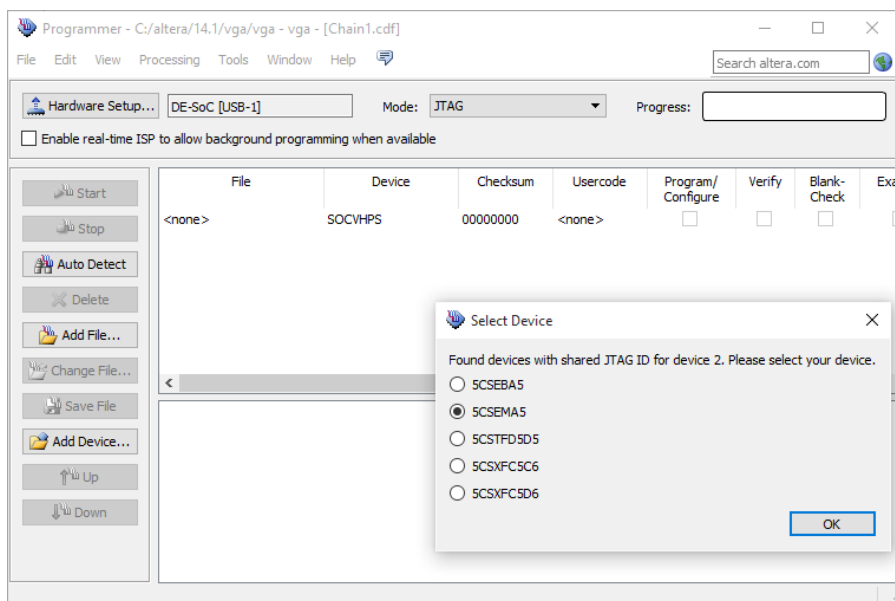 Programmer - C:/altera/14.1/vga/vga - vga - [Chain1.cdf]
File Edit View Processing Tools Window Help
Search altera.com
Hardware Setup... DE-SoC [USB-1] Mode: JTAG Progress:
Enable real-time ISP to allow background programming when available
Start
Stop
Auto Detect
Delete
Add File...
Change File...
Save File
Add Device...
Up
Down
File Device Checksum Usercode Program/ Verify Blank- Exa
Configure Check
<none> SOCVHPS 00000000 <none>
Select Device
Found devices with shared JTAG ID for device 2. Please select your device.
5CSEBA5
5CSEMA5
5CSTFD5D5
5CSXFC5C6
5CSXFC5D6
OK